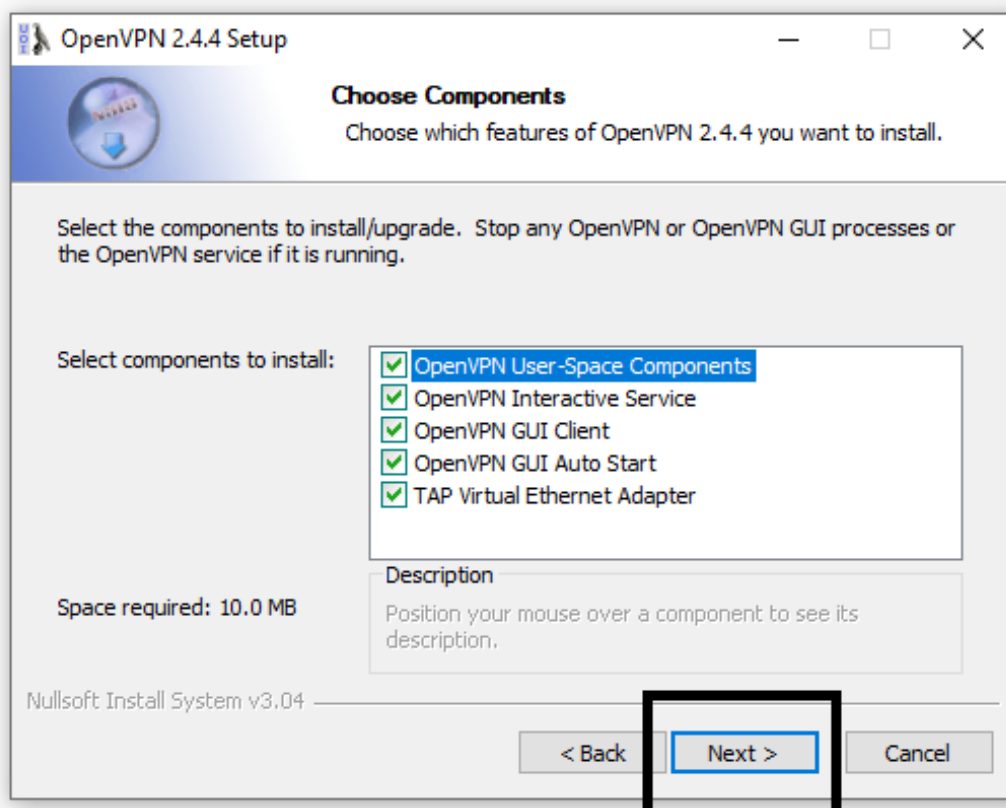 OpenVPN 2.4.4 Setup
Choose Components
Choose which features of OpenVPN 2.4.4 you want to install.
Select the components to install/upgrade. Stop any OpenVPN or OpenVPN GUI processes or
the OpenVPN service if it is running.
Select components to install:
OpenVPN User-Space Components
OpenVPN Interactive Service
OpenVPN GUI Client
OpenVPN GUI Auto Start
TAP Virtual Ethernet Adapter
Space required: 10.0 MB
Description
Position your mouse over a component to see its
description.
Nullsoft Install System v3.04
< Back
Next >
Cancel